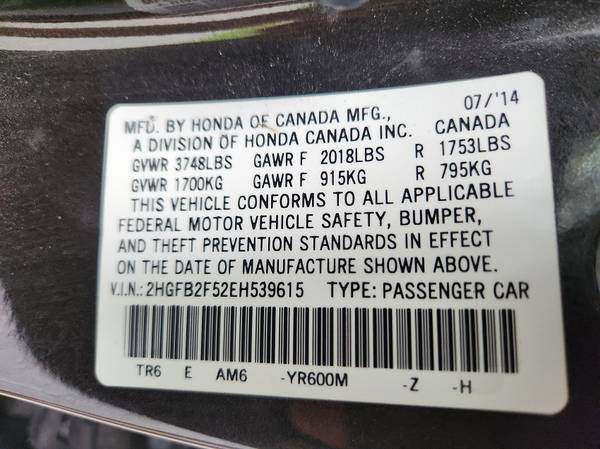 MFD. BY HONDA OF CANADA MFG., 07/'14
A DIVISION OF HONDA CANADA INC. CANADA
GVWR 3748LBS GAWR F 2018LBS R 1753LBS
GVWR 1700KG GAWR F 915KG R 795KG
THIS VEHICLE CONFORMS TO ALL APPLICABLE
FEDERAL MOTOR VEHICLE SAFETY, BUMPER,
AND THEFT PREVENTION STANDARDS IN EFFECT
ON THE DATE OF MANUFACTURE SHOWN ABOVE.
V.I.N.: 2HGFB2F52EH539615 TYPE: PASSENGER CAR
TR6 E AM6 -YR600M -Z -H